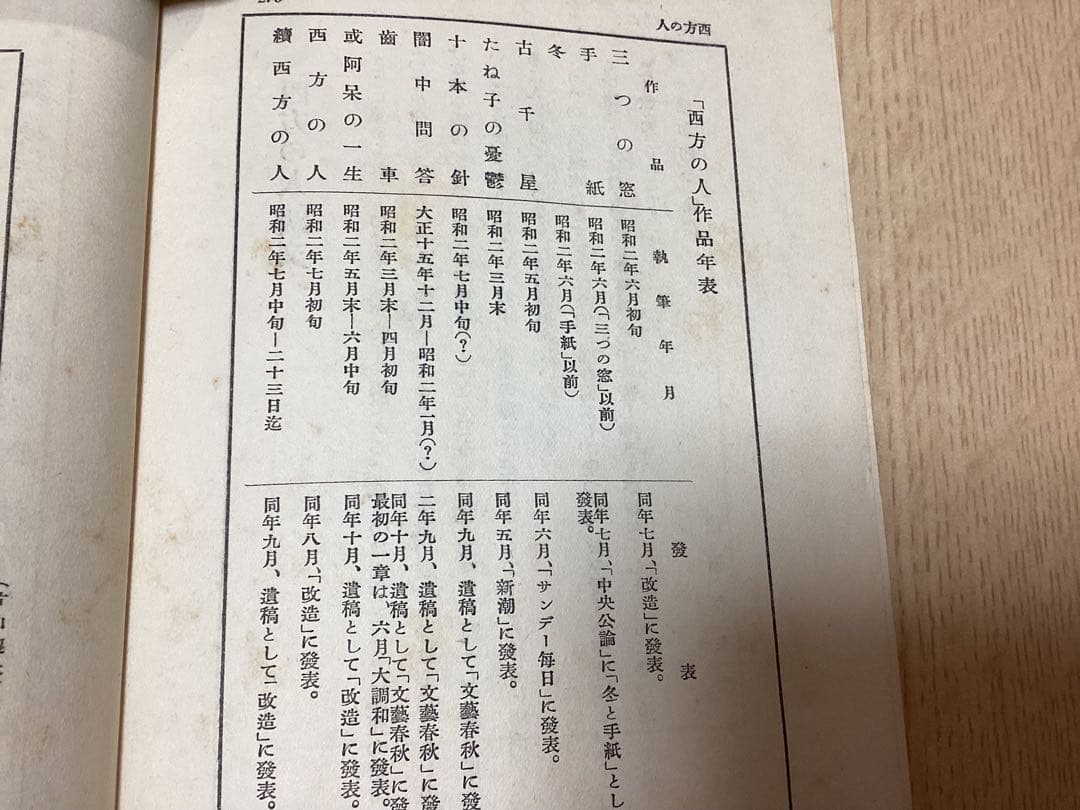 西方の人
「西方の人」作品年表
作品 執筆年月 發表
三つの窓 昭和二年六月初旬 同年七月、「改造」に發表。
手紙 昭和二年六月(「三つの窓」以前) 同年七月、「中央公論」に「冬と手紙」とし
發表。
冬 昭和二年六月(「手紙」以前)
古千屋 昭和二年五月初旬 同年六月、「サンデー毎日」に發表。
たね子の憂鬱 昭和二年三月末 同年五月、「新潮」に發表。
十本の針 昭和二年七月中旬(?) 同年九月、遺稿として「文藝春秋」に發
闇中問答 大正十五年十二月—昭和二年一月(?) 二年九月、遺稿として「文藝春秋」に發
齒車 昭和二年三月末—四月初旬 同年十月、遺稿として「文藝春秋」に發
最初の一章は、六月「大調和」に發表。
或阿呆の一生 昭和二年五月末—六月中旬 同年十月、遺稿として「改造」に發表。
西方の人 昭和二年七月初旬 同年八月、「改造」に發表。
續西方の人 昭和二年七月中旬—二十三日迄 同年九月、遺稿として「改造」に發表。